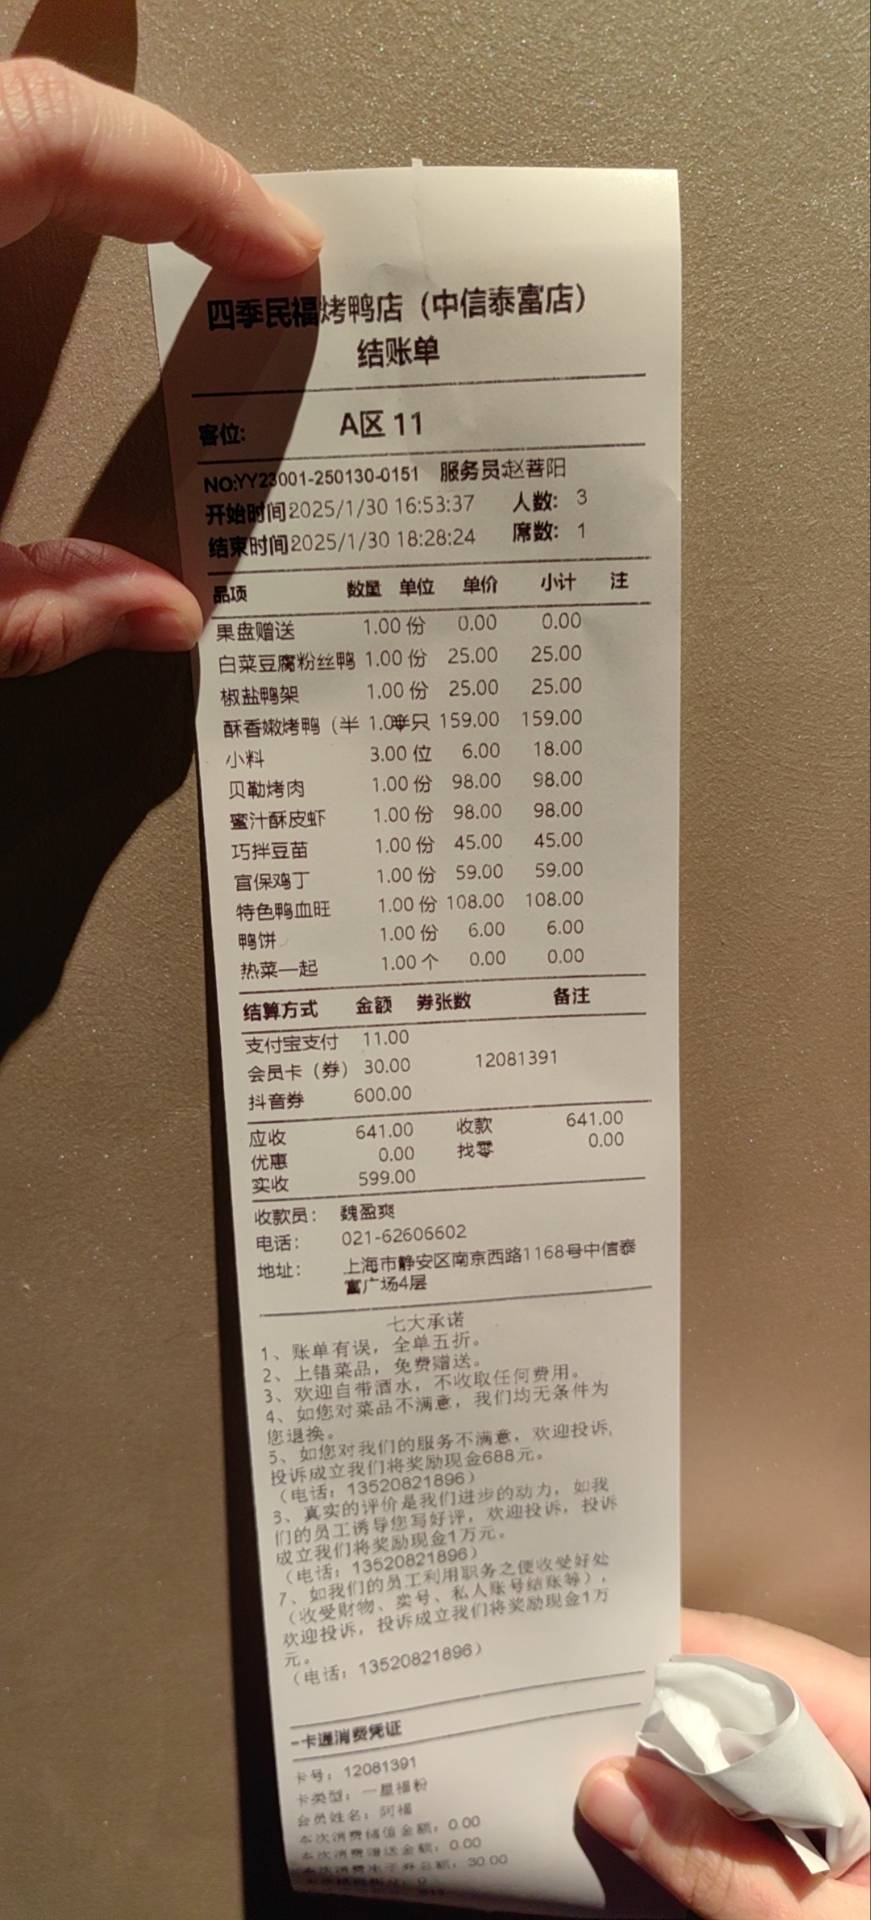 四季民福烤鸭店（中信泰富店）
结账单
客位: A区 11
NO:YY23001-250130-0151 服务员:赵菩阳
开始时间2025/1/30 16:53:37 人数: 3
结束时间2025/1/30 18:28:24 席数: 1
品项 数量 单位 单价 小计 注
果盘赠送 1.00 份 0.00 0.00
白菜豆腐粉丝鸭 1.00 份 25.00 25.00
椒盐鸭架 1.00 份 25.00 25.00
酥香嫩烤鸭（半 1.00半只 159.00 159.00
小料 3.00 位 6.00 18.00
贝勒烤肉 1.00 份 98.00 98.00
蜜汁酥皮虾 1.00 份 98.00 98.00
巧拌豆苗 1.00 份 45.00 45.00
宫保鸡丁 1.00 份 59.00 59.00
特色鸭血旺 1.00 份 108.00 108.00
鸭饼 1.00 份 6.00 6.00
热菜一起 1.00 个 0.00 0.00
结算方式 金额 券张数 备注
支付宝支付 11.00
会员卡（券） 30.00 12081391
抖音券 600.00
应收 641.00 收款 641.00
优惠 0.00 找零 0.00
实收 599.00
收款员： 魏盈爽
电话： 021-62606602
地址： 上海市静安区南京西路1168号中信泰
富广场4层
七大承诺
1、账单有误，全单五折。
2、上错菜品，免费赠送。
3、欢迎自带酒水，不收取任何费用。
4、如您对菜品不满意，我们均无条件为
您退换。
5、如您对我们的服务不满意，欢迎投诉，
投诉成立我们将奖励现金688元。
（电话：13520821896）
6、真实的评价是我们进步的动力，如我
们的员工诱导您写好评，欢迎投诉，投诉
成立我们将奖励现金1万元。
（电话：13520821896）
7、如我们的员工利用职务之便收受好处
（收受财物、卖号、私人账号结账等），
欢迎投诉，投诉成立我们将奖励现金1万
元。
（电话：13520821896）
一卡通消费凭证
卡号：12081391
卡类型：一星福粉
会员姓名：阿福
本次消费储值金额：0.00
本次消费赠送金额：0.00
本次消费电子券总额：30.00